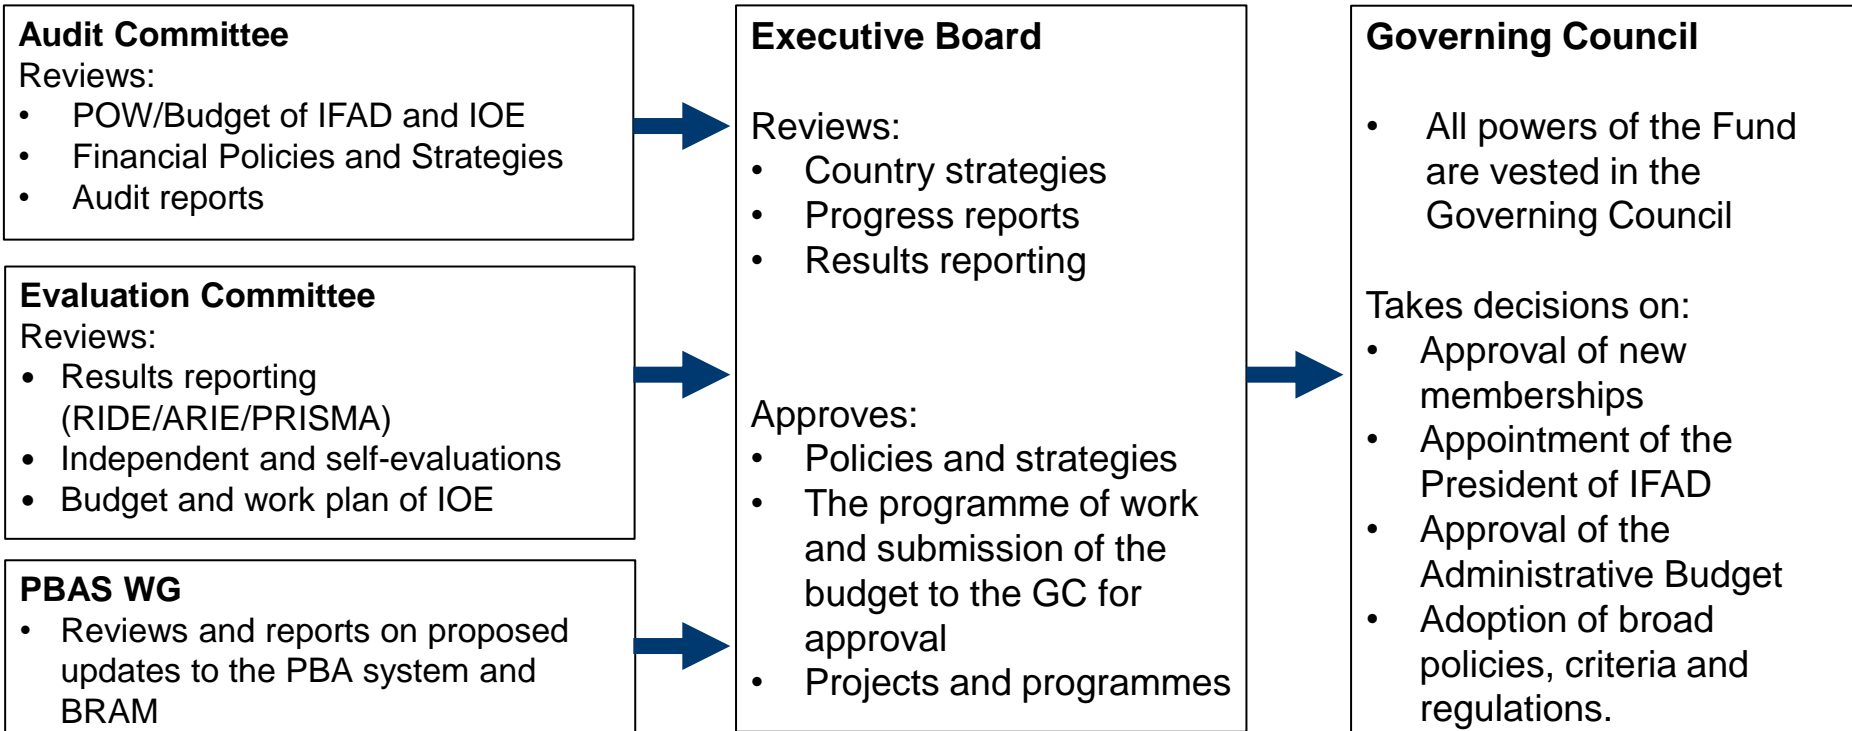 Audit Committee
Reviews:
• POW/Budget of IFAD and IOE
• Financial Policies and Strategies
• Audit reports
Evaluation Committee
Reviews:
• Results reporting
(RIDE/ARIE/PRISMA)
• Independent and self-evaluations
• Budget and work plan of IOE
PBAS WG
• Reviews and reports on proposed
updates to the PBA system and
BRAM
Executive Board
Reviews:
• Country strategies
• Progress reports
• Results reporting
Approves:
• Policies and strategies
• The programme of work
and submission of the
budget to the GC for
approval
• Projects and programmes
Governing Council
• All powers of the Fund
are vested in the
Governing Council
Takes decisions on:
• Approval of new
memberships
• Appointment of the
President of IFAD
• Approval of the
Administrative Budget
• Adoption of broad
policies, criteria and
regulations.